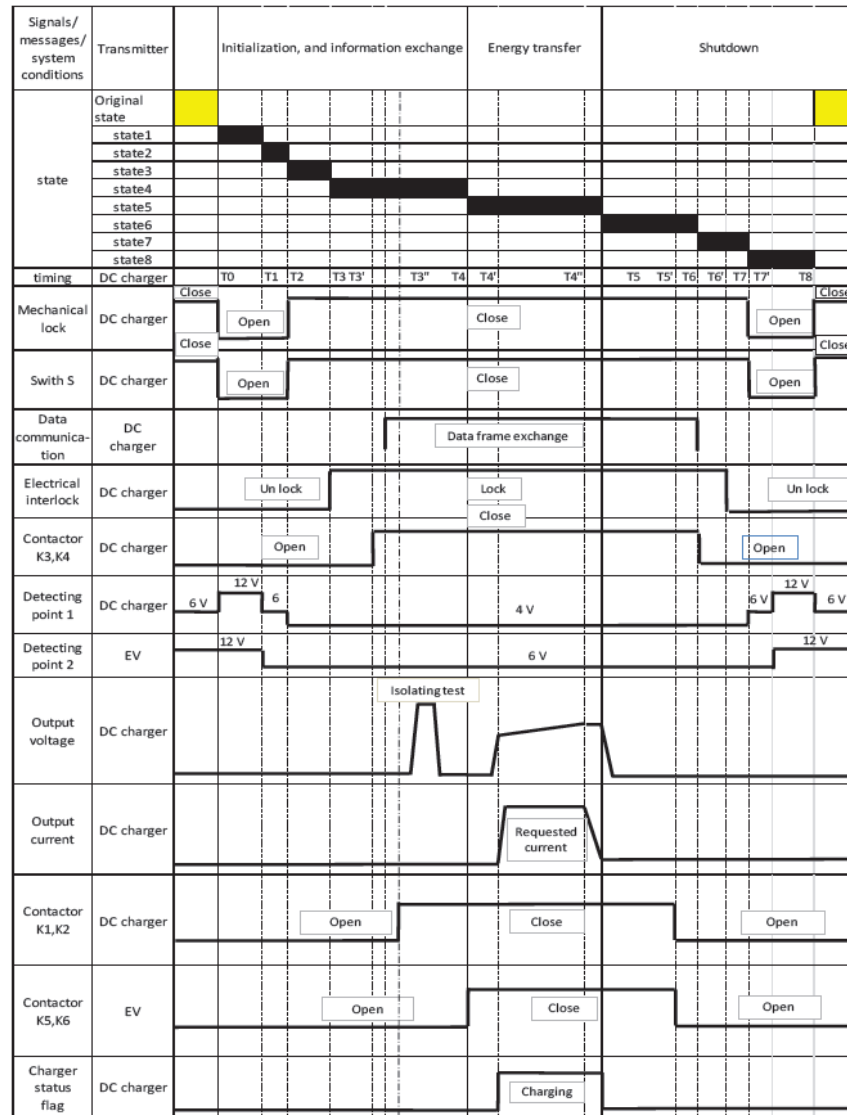 Signals/
messages/
system
conditions
Transmitter
Initialization, and information exchange
Energy transfer
Shutdown
state
Original
state
state1
state2
state3
state4
state5
state6
state7
state8
timing
DC charger
T0
T1
T2
T3
T3'
T3"
T4
T4'
T4"
T5
T5'
T6
T6'
T7
T7'
T8
Mechanical
lock
DC charger
Close
Open
Close
Open
Close
Swith S
DC charger
Close
Open
Close
Open
Close
Data
communica-
tion
DC
charger
Data frame exchange
Electrical
interlock
DC charger
Un lock
Lock
Un lock
Contactor
K3,K4
DC charger
Open
Close
Open
Detecting
point 1
DC charger
6 V
12 V
6
4 V
6 V
12 V
6 V
Detecting
point 2
EV
12 V
6 V
12 V
Output
voltage
DC charger
Isolating test
Output
current
DC charger
Requested
current
Contactor
K1,K2
DC charger
Open
Close
Open
Contactor
K5,K6
EV
Open
Close
Open
Charger
status
flag
DC charger
Charging